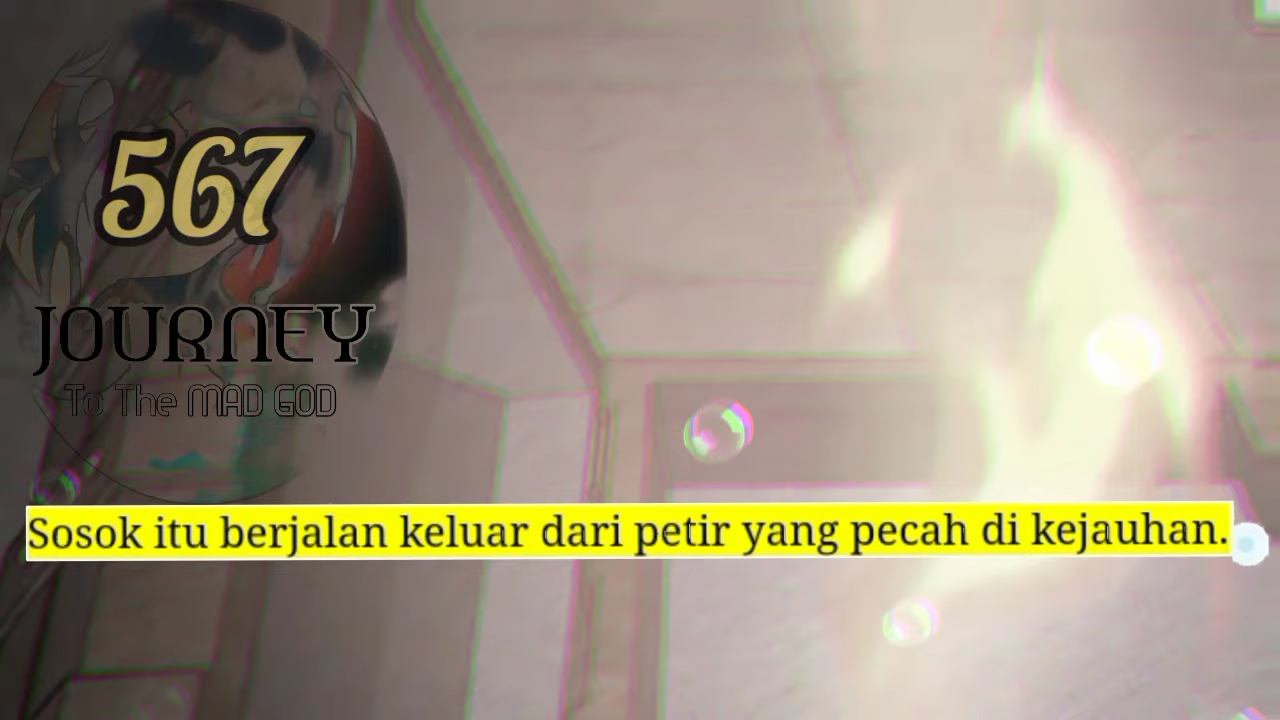 567
JOURNEY
To The MAD GOD
Sosok itu berjalan keluar dari petir yang pecah di kejauhan.